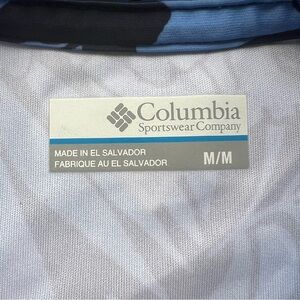 Columbia
Sportswear Company
MADE IN EL SALVADOR
FABRIQUE AU EL SALVADOR
M/M